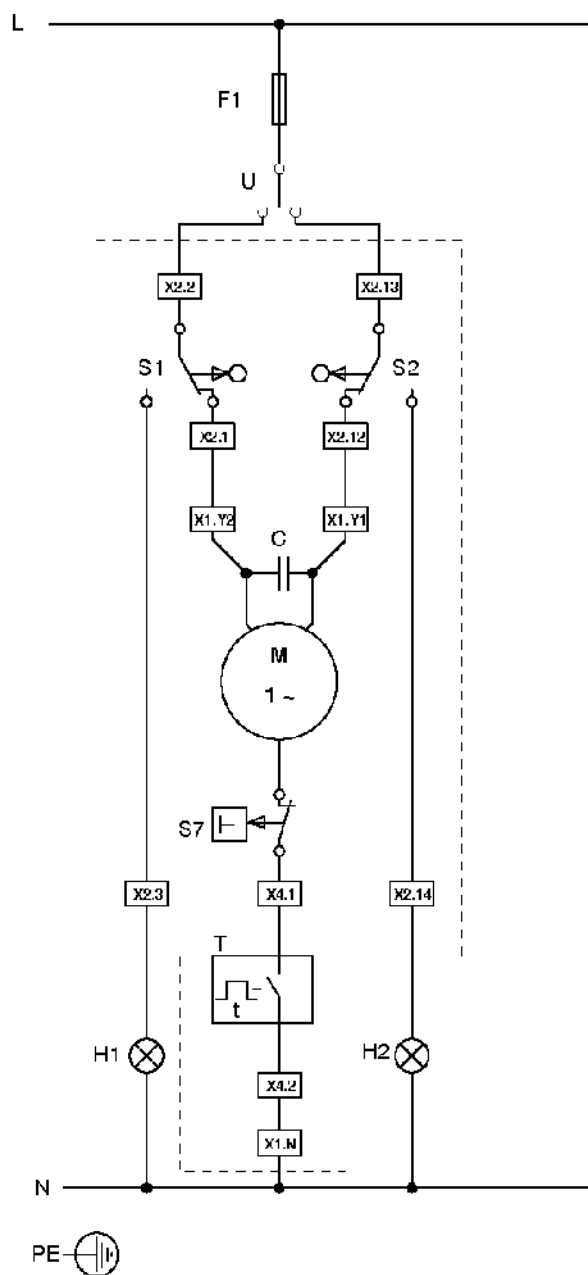 L
F1
U
X2.2 X2.13
S1 S2
X2.1 X2.12
X1.Y2 X1.Y1
C
M
1 ~
S7
X2.3 X4.1 X2.14
T
t
H1 H2
X4.2
X1.N
N
PE